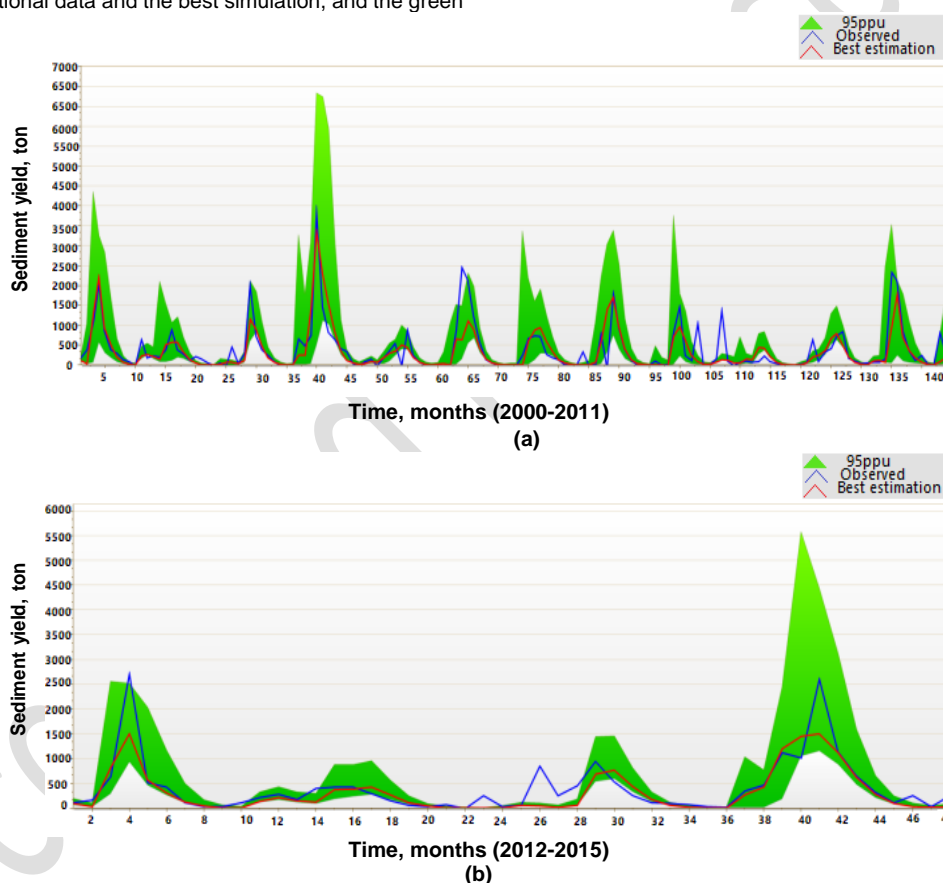 tional data and the best simulation, and the green
95ppu
Observed
Best estimation
Sediment yield, ton
7000
6500
6000
5500
5000
4500
4000
3500
3000
2500
2000
1500
1000
500
0
5 10 15 20 25 30 35 40 45 50 55 60 65 70 75 80 85 90 95 100 105 110 115 120 125 130 135 140
Time, months (2000-2011)
(a)
95ppu
Observed
Best estimation
Sediment yield, ton
6000
5500
5000
4500
4000
3500
3000
2500
2000
1500
1000
500
0
2 4 6 8 10 12 14 16 18 20 22 24 26 28 30 32 34 36 38 40 42 44 46
Time, months (2012-2015)
(b)